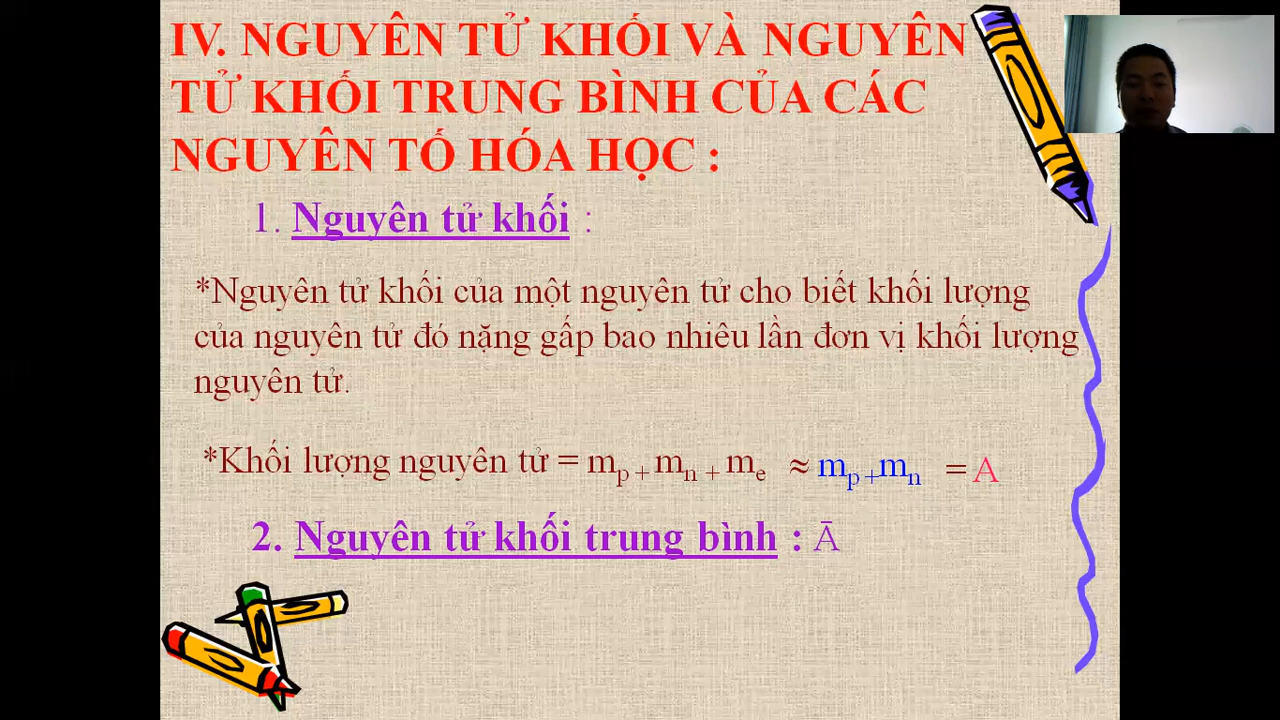 IV. NGUYÊN TỬ KHỐI VÀ NGUYÊN
TỬ KHỐI TRUNG BÌNH CỦA CÁC
NGUYÊN TỐ HÓA HỌC :
1. Nguyên tử khối :
*Nguyên tử khối của một nguyên tử cho biết khối lượng
của nguyên tử đó nặng gấp bao nhiêu lần đơn vị khối lượng
nguyên tử.
*Khối lượng nguyên tử = mp + mn + me ≈ mp + mn = A
2. Nguyên tử khối trung bình : Ā